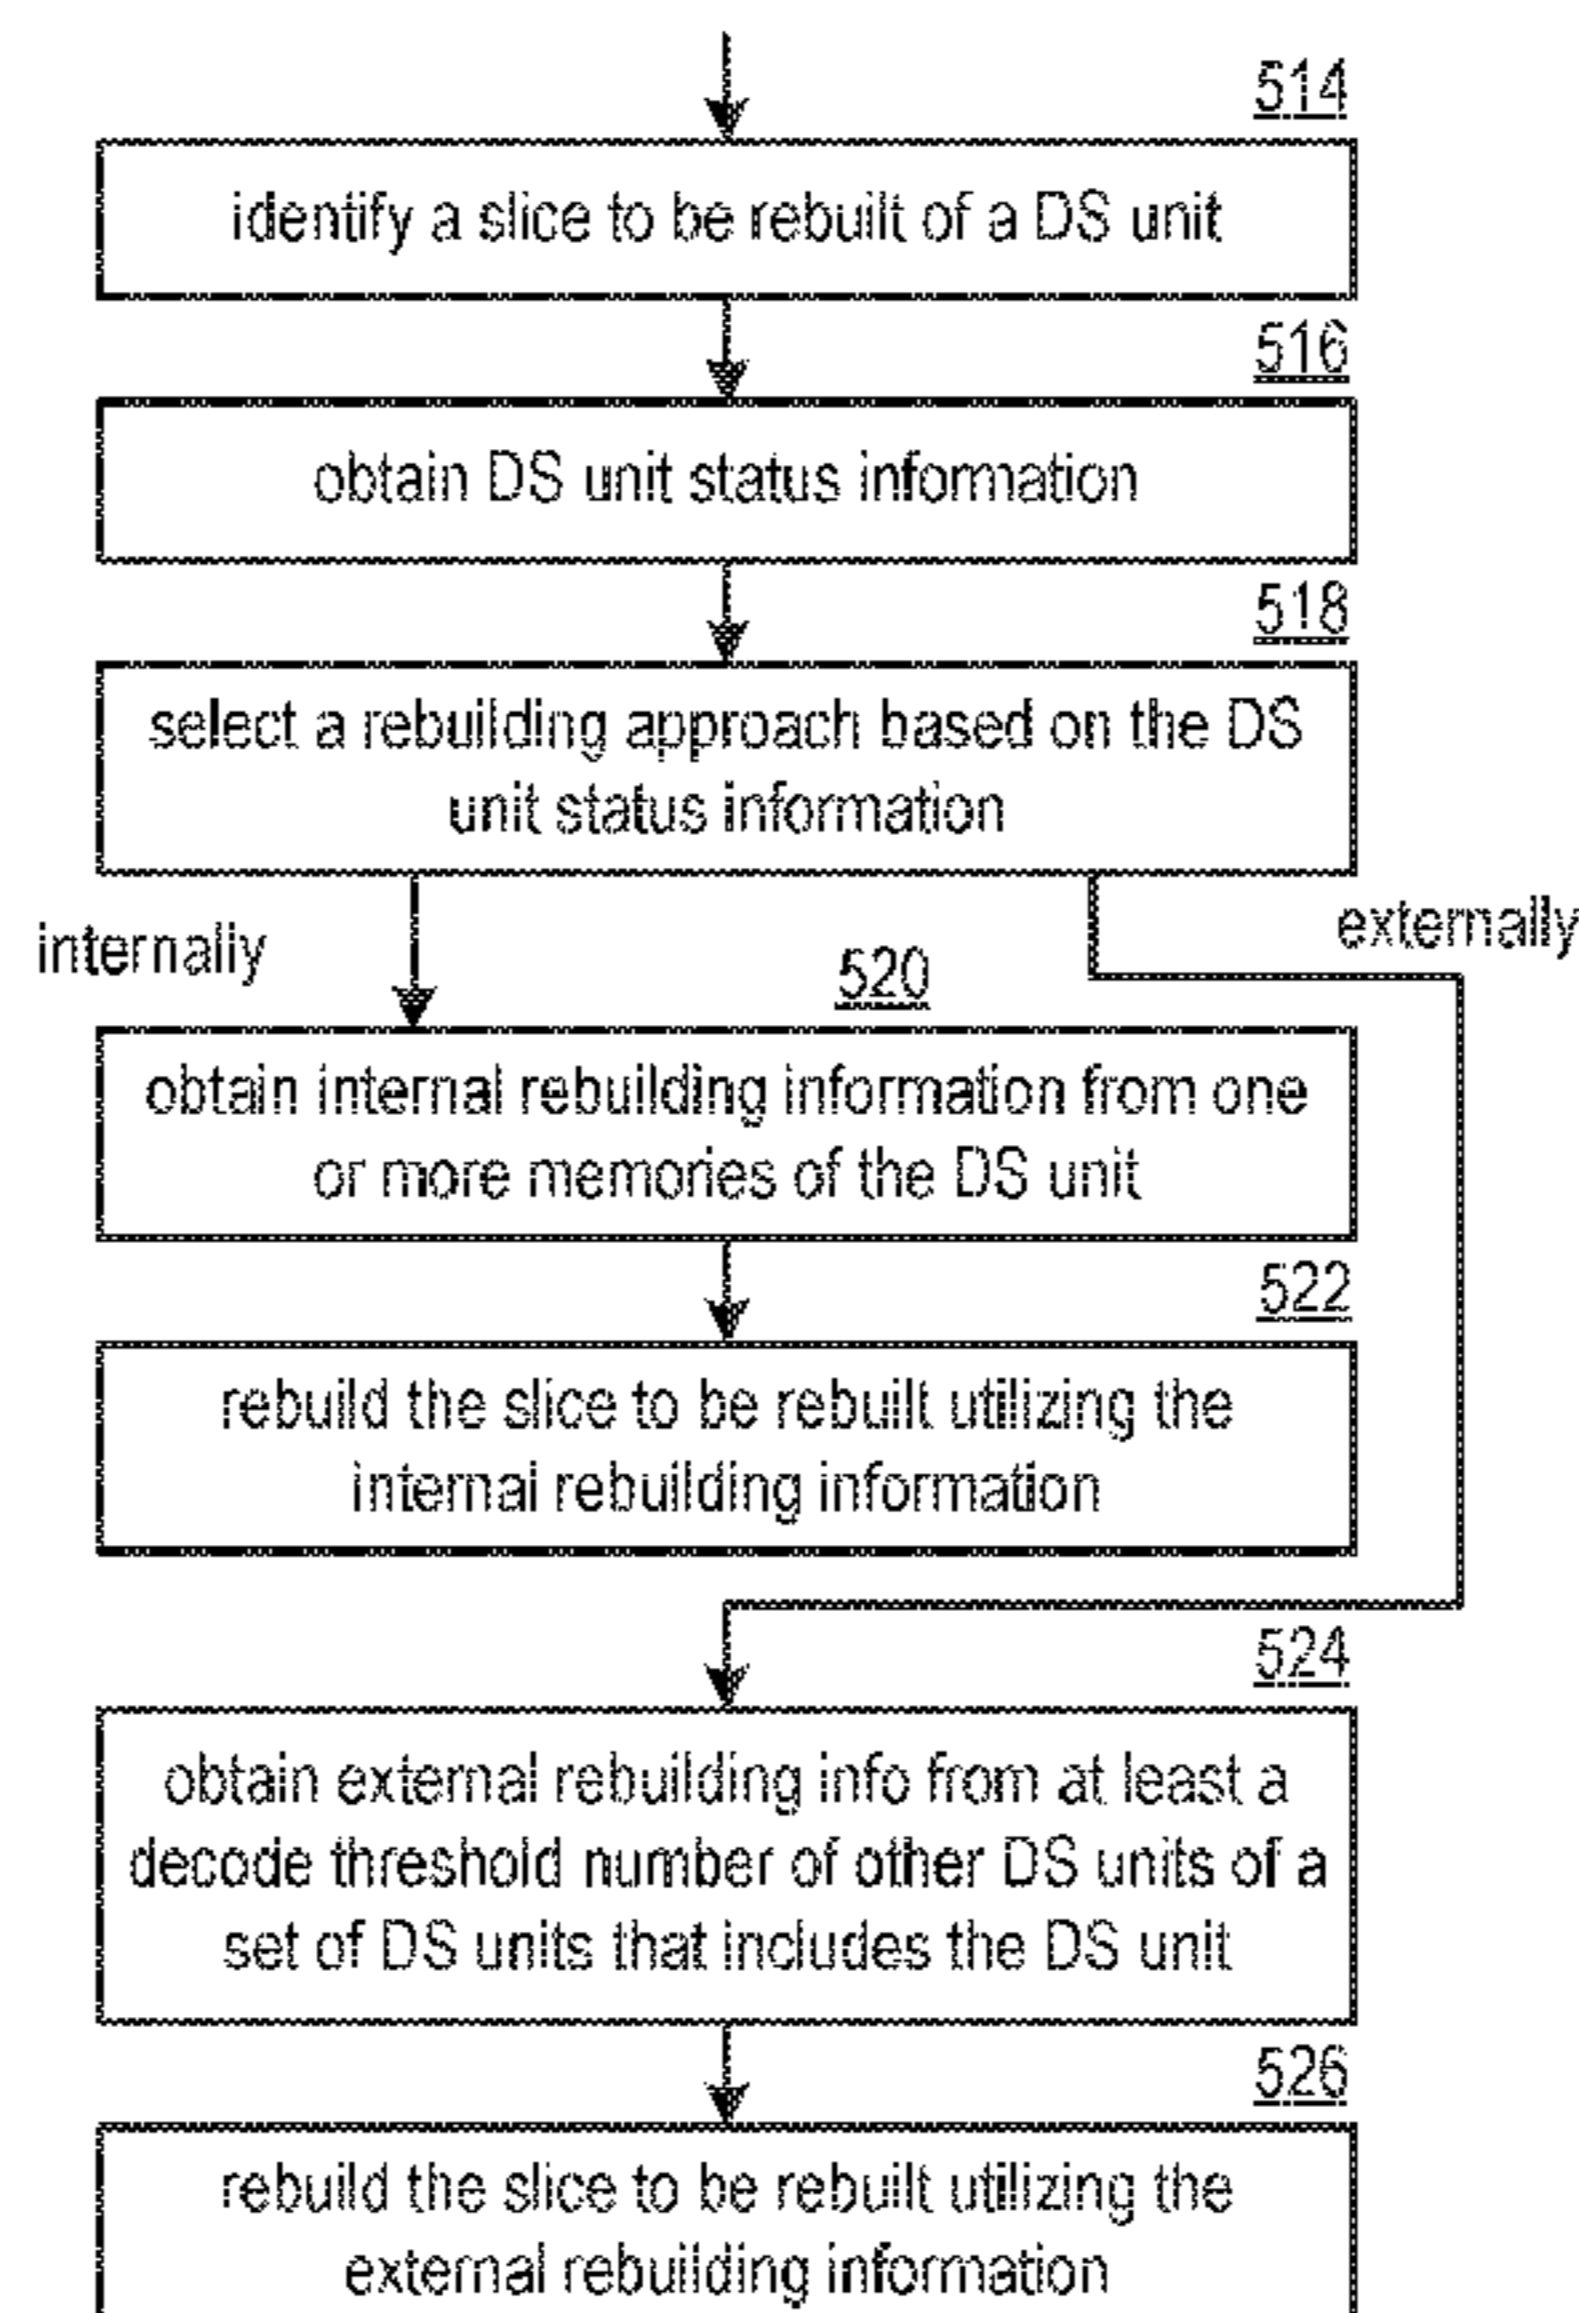 514
identify a slice to be rebuilt of a DS unit
516
obtain DS unit status information
518
select a rebuilding approach based on the DS
unit status information
internally
externally
520
obtain internal rebuilding information from one
or more memories of the DS unit
522
rebuild the slice to be rebuilt utilizing the
internal rebuilding information
524
obtain external rebuilding info from at least a
decode threshold number of other DS units of a
set of DS units that includes the DS unit
526
rebuild the slice to be rebuilt utilizing the
external rebuilding information